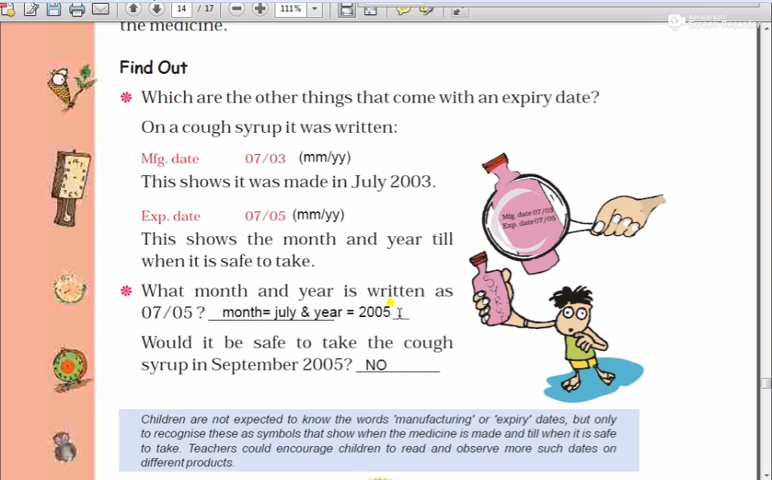 14 / 17
111%
the medicine.
Find Out
Which are the other things that come with an expiry date?
On a cough syrup it was written:
Mfg. date 07/03 (mm/yy)
This shows it was made in July 2003.
Exp. date 07/05 (mm/yy)
This shows the month and year till
when it is safe to take.
Mfg. date 07/03
Exp. date 07/05
What month and year is written as
07/05 ? month= july & year = 2005
Would it be safe to take the cough
syrup in September 2005? NO
Children are not expected to know the words 'manufacturing' or 'expiry' dates, but only
to recognise these as symbols that show when the medicine is made and till when it is safe
to take. Teachers could encourage children to read and observe more such dates on
different products.